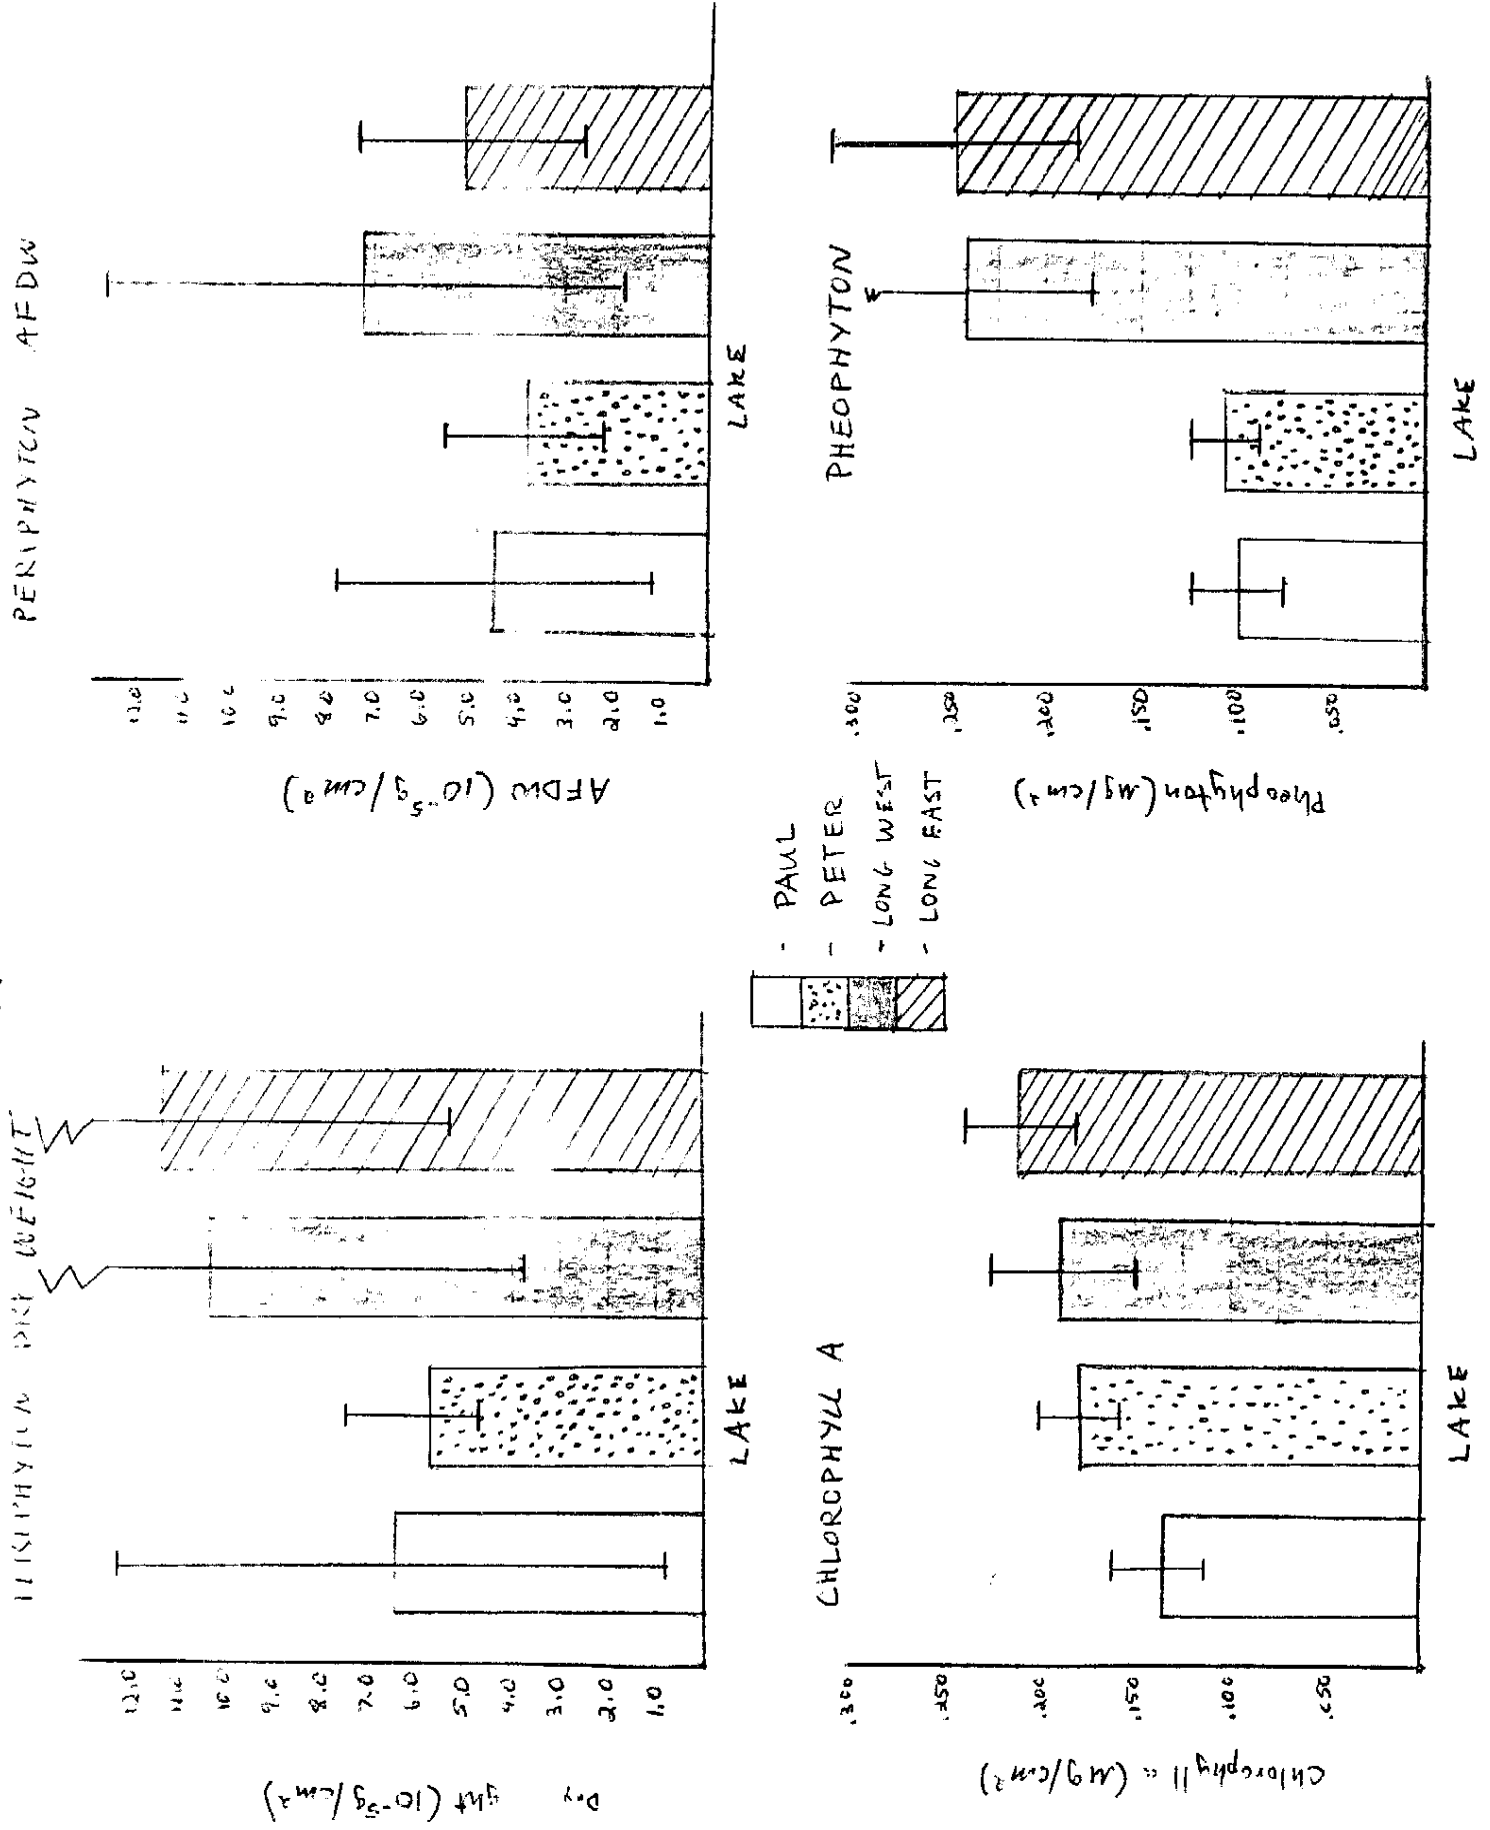 WEIGHT
12.0
11.0
10.0
9.0
8.0
7.0
6.0
5.0
4.0
3.0
2.0
1.0
Dry ght (10⁻⁵g/cm²)
LAKE
PERIPHYTON AFDW
12.0
11.0
10.0
9.0
8.0
7.0
6.0
5.0
4.0
3.0
2.0
1.0
AFDW (10⁻⁵g/cm²)
LAKE
- PAUL
- PETER
- LONG WEST
- LONG EAST
CHLOROPHYLL A
.300
.250
.200
.150
.100
.050
Chlorophyll a (μg/cm²)
LAKE
PHEOPHYTON
.300
.250
.200
.150
.100
.050
Pheophyton (μg/cm²)
LAKE